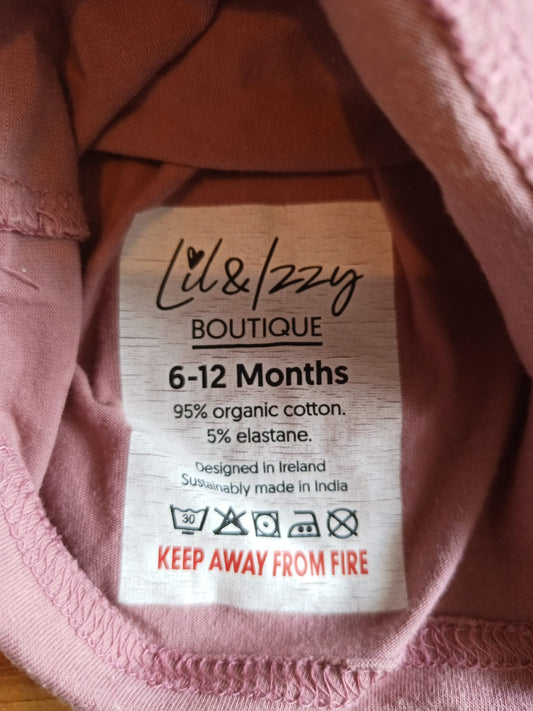 Lil & Izzy
BOUTIQUE
6-12 Months
95% organic cotton.
5% elastane.
Designed in Ireland
Sustainably made in India
30
KEEP AWAY FROM FIRE